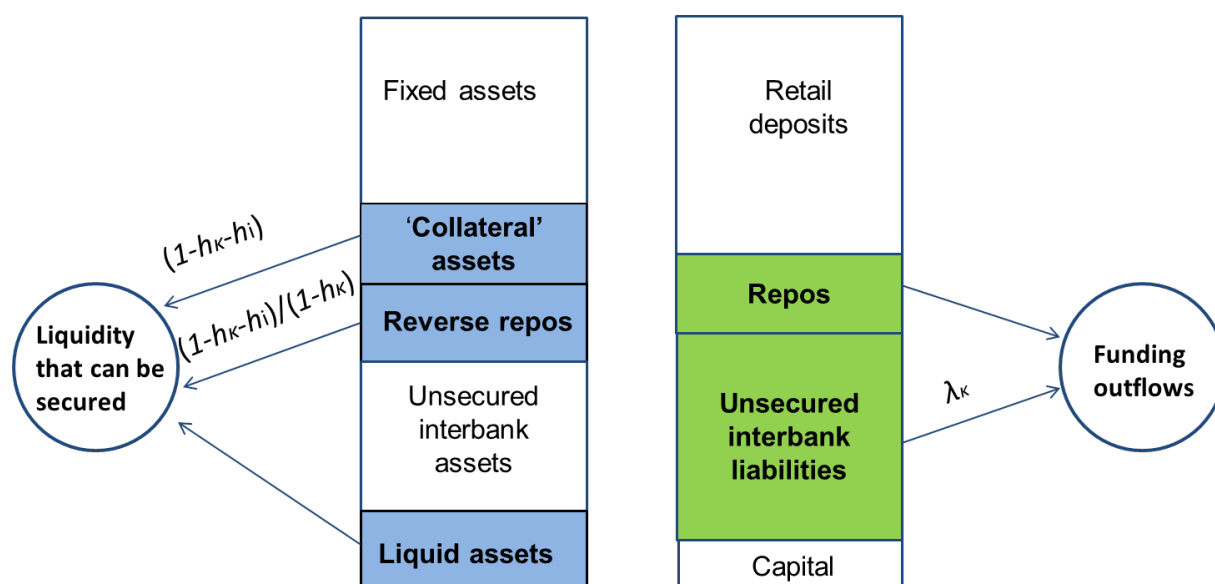 Fixed assets
‘Collateral’
assets
Reverse repos
Unsecured
interbank
assets
Liquid assets
(1-hκ-hi)
(1-hκ-hi)/(1-hκ)
Liquidity
that can be
secured
Retail
deposits
Repos
Unsecured
interbank
liabilities
Capital
λκ
Funding
outflows